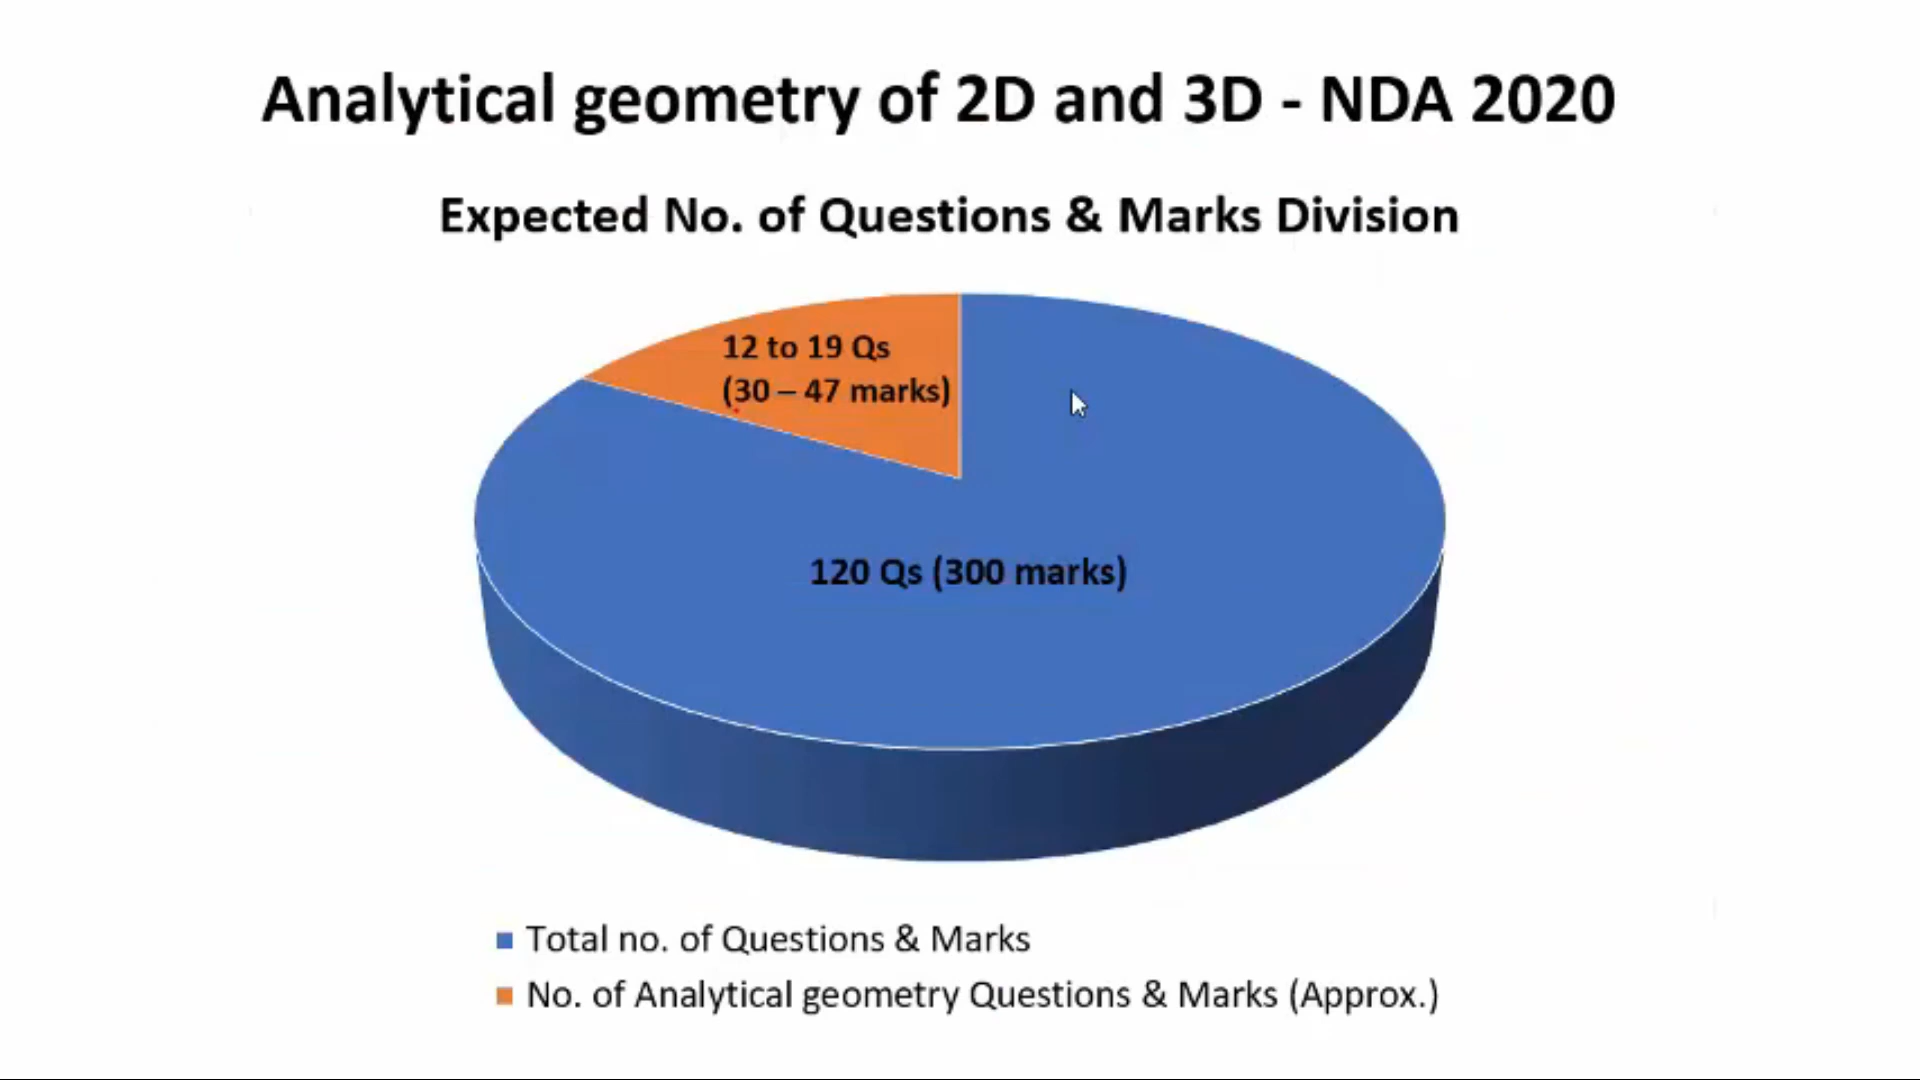 Analytical geometry of 2D and 3D - NDA 2020
Expected No. of Questions & Marks Division
12 to 19 Qs
(30 – 47 marks)
120 Qs (300 marks)
Total no. of Questions & Marks
No. of Analytical geometry Questions & Marks (Approx.)